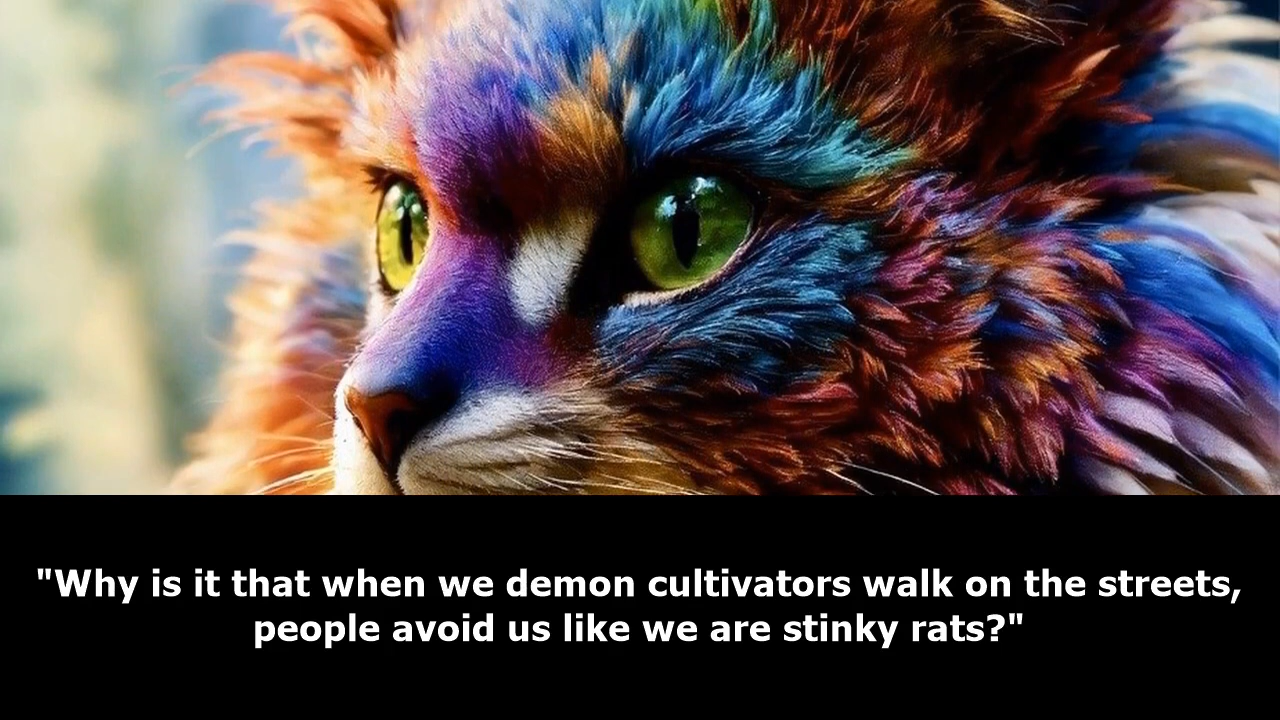 "Why is it that when we demon cultivators walk on the streets,
people avoid us like we are stinky rats?"